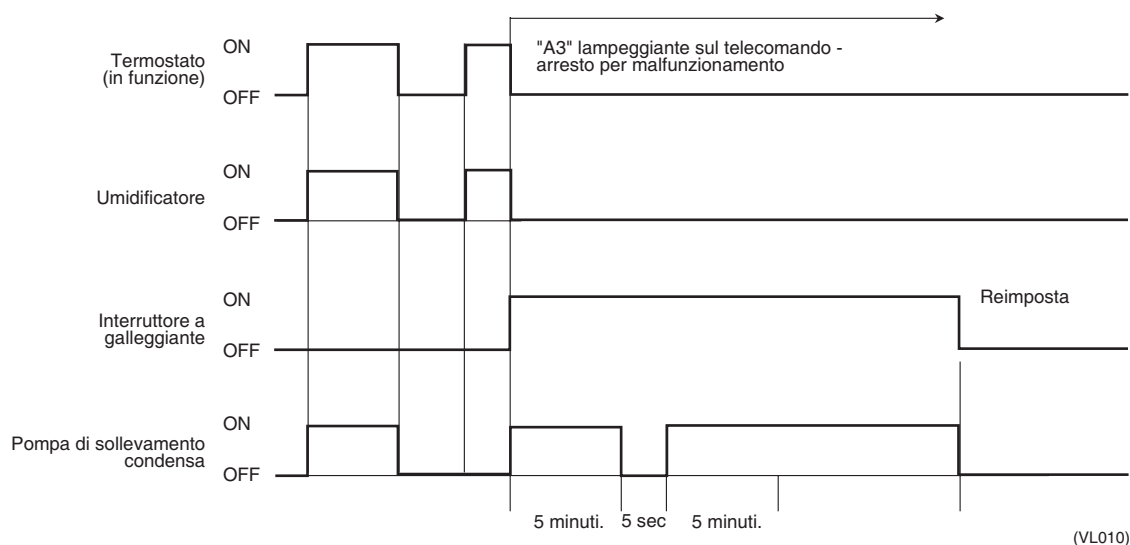 "A3" lampeggiante sul telecomando -
arresto per malfunzionamento
Termostato
(in funzione)
ON
OFF
Umidificatore
ON
OFF
Interruttore a
galleggiante
ON
OFF
Reimposta
Pompa di sollevamento
condensa
ON
OFF
5 minuti.
5 sec
5 minuti.
(VL010)